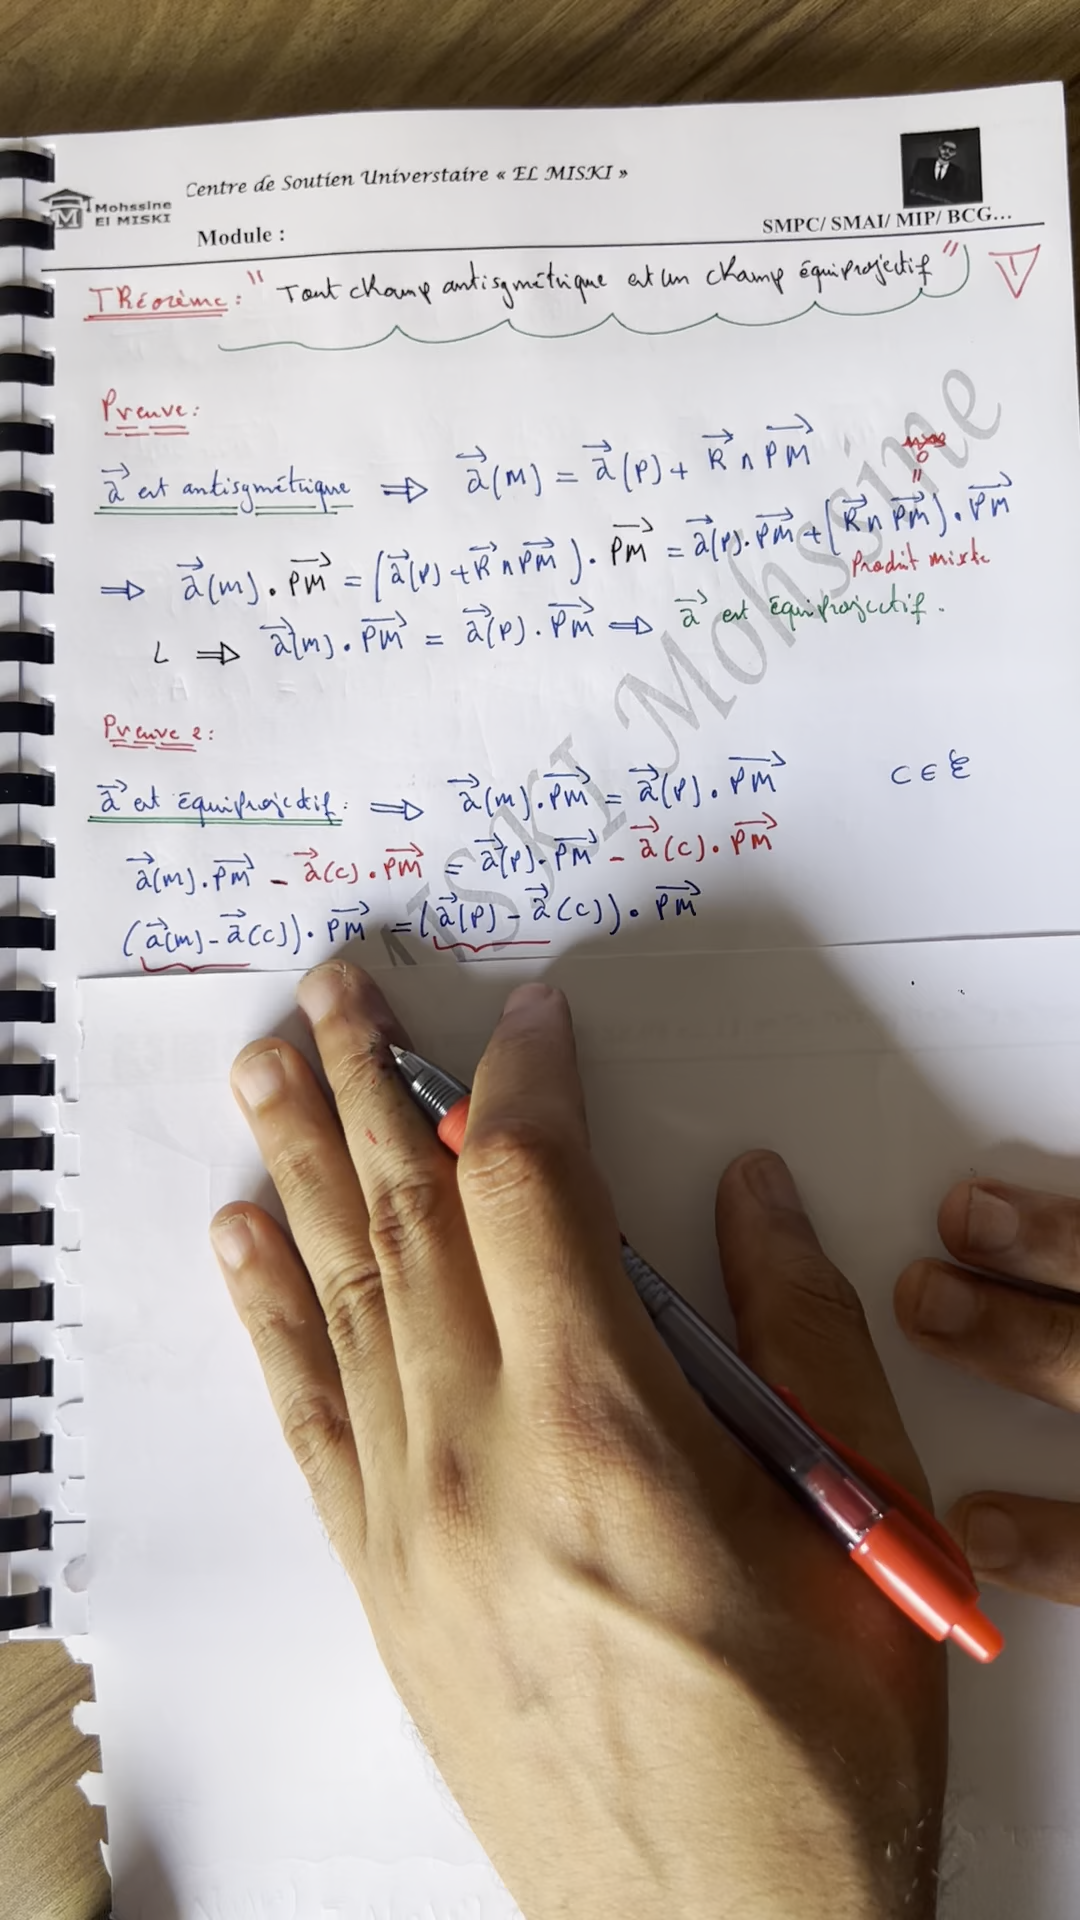 Centre de Soutien Universtaire « EL MISKI »
Mohssine
El MISKI
Module :
SMPC/ SMAI/ MIP/ BCG...
Théorème : " Tout champ antisymétrique est un champ équiprojectif "
Preuve :
a⃗ est antisymétrique ⇒ a⃗(M) = a⃗(P) + R⃗ ∧ PM⃗
0
=
⇒ a⃗(M) . PM⃗ = (a⃗(P) + R⃗ ∧ PM⃗) . PM⃗ = a⃗(P) . PM⃗ + (R⃗ ∧ PM⃗) . PM⃗
Produit mixte
L ⇒ a⃗(M) . PM⃗ = a⃗(P) . PM⃗ ⇒ a⃗ est équiprojectif .
Preuve 2 :
a⃗ est équiprojectif : ⇒ a⃗(M) . PM⃗ = a⃗(P) . PM⃗ C ∈ ℰ
a⃗(M) . PM⃗ - a⃗(C) . PM⃗ = a⃗(P) . PM⃗ - a⃗(C) . PM⃗
(a⃗(M) - a⃗(C)) . PM⃗ = (a⃗(P) - a⃗(C)) . PM⃗
MISKI Mohssine